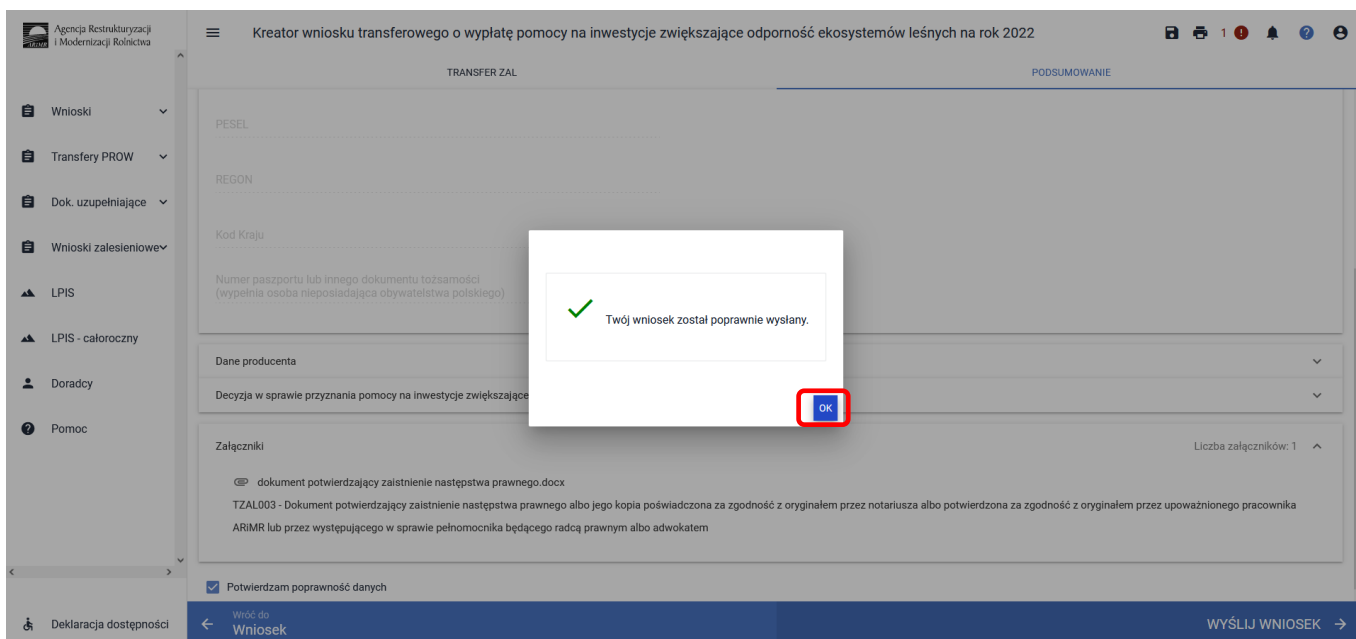 Agencja Restrukturyzacji
i Modernizacji Rolnictwa
ARiMR
Kreator wniosku transferowego o wypłatę pomocy na inwestycje zwiększające odporność ekosystemów leśnych na rok 2022
1
TRANSFER ZAL
PODSUMOWANIE
Wnioski
Transfery PROW
Dok. uzupełniające
Wnioski zalesieniowe
LPIS
LPIS - całoroczny
Doradcy
Pomoc
Deklaracja dostępności
PESEL
REGON
Kod Kraju
Numer paszportu lub innego dokumentu tożsamości
(wypełnia osoba nieposiadająca obywatelstwa polskiego)
Twój wniosek został poprawnie wysłany.
OK
Dane producenta
Decyzja w sprawie przyznania pomocy na inwestycje zwiększające
Załączniki
Liczba załączników: 1
dokument potwierdzający zaistnienie następstwa prawnego.docx
TZAL003 - Dokument potwierdzający zaistnienie następstwa prawnego albo jego kopia poświadczona za zgodność z oryginałem przez notariusza albo potwierdzona za zgodność z oryginałem przez upoważnionego pracownika
ARiMR lub przez występującego w sprawie pełnomocnika będącego radcą prawnym albo adwokatem
Potwierdzam poprawność danych
Wróć do
Wniosek
WYŚLIJ WNIOSEK